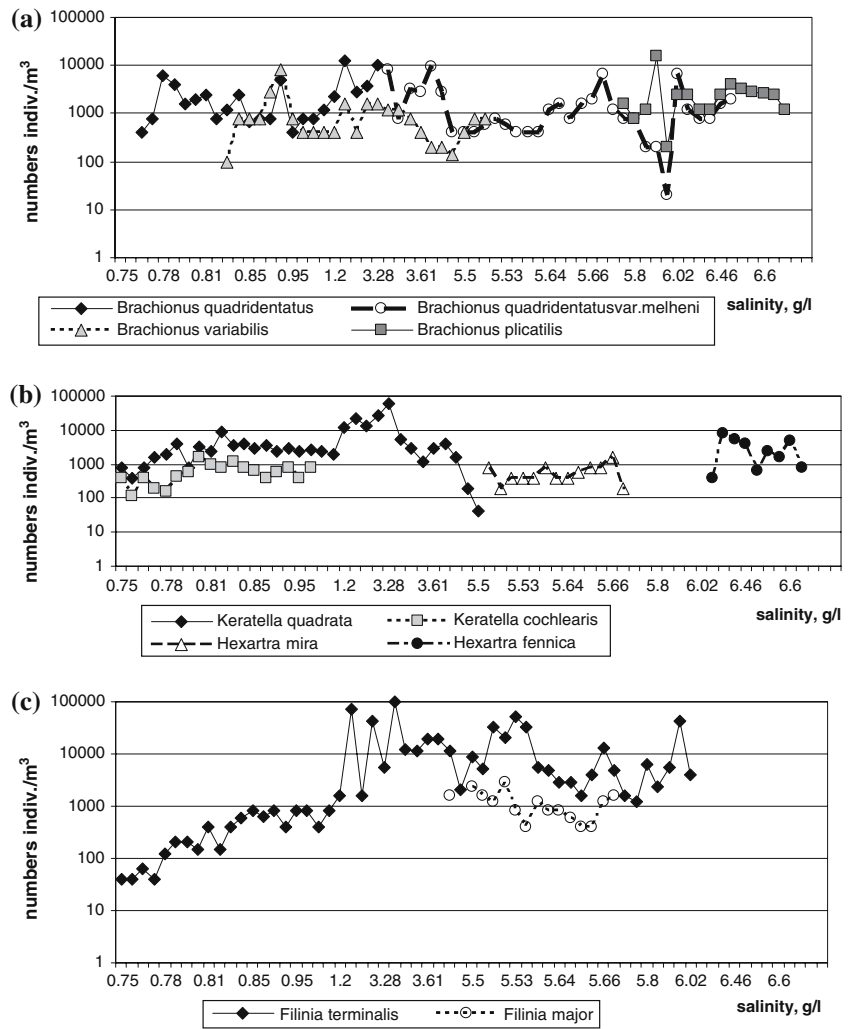 (a)
numbers indiv./m3
100000
10000
1000
100
10
1
0.75 0.78 0.81 0.85 0.95 1.2 3.28 3.61 5.5 5.53 5.64 5.66 5.8 6.02 6.46 6.6
salinity, g/l
Brachionus quadridentatus Brachionus quadridentatusvar.melheni
Brachionus variabilis Brachionus plicatilis
(b)
numbers indiv./m3
100000
10000
1000
100
10
1
0.75 0.78 0.81 0.85 0.95 1.2 3.28 3.61 5.5 5.53 5.64 5.66 5.8 6.02 6.46 6.6
salinity, g/l
Keratella quadrata Keratella cochlearis
Hexartra mira Hexartra fennica
(c)
numbers indiv./m3
100000
10000
1000
100
10
1
0.75 0.78 0.81 0.85 0.95 1.2 3.28 3.61 5.5 5.53 5.64 5.66 5.8 6.02 6.46 6.6
salinity, g/l
Filinia terminalis Filinia major